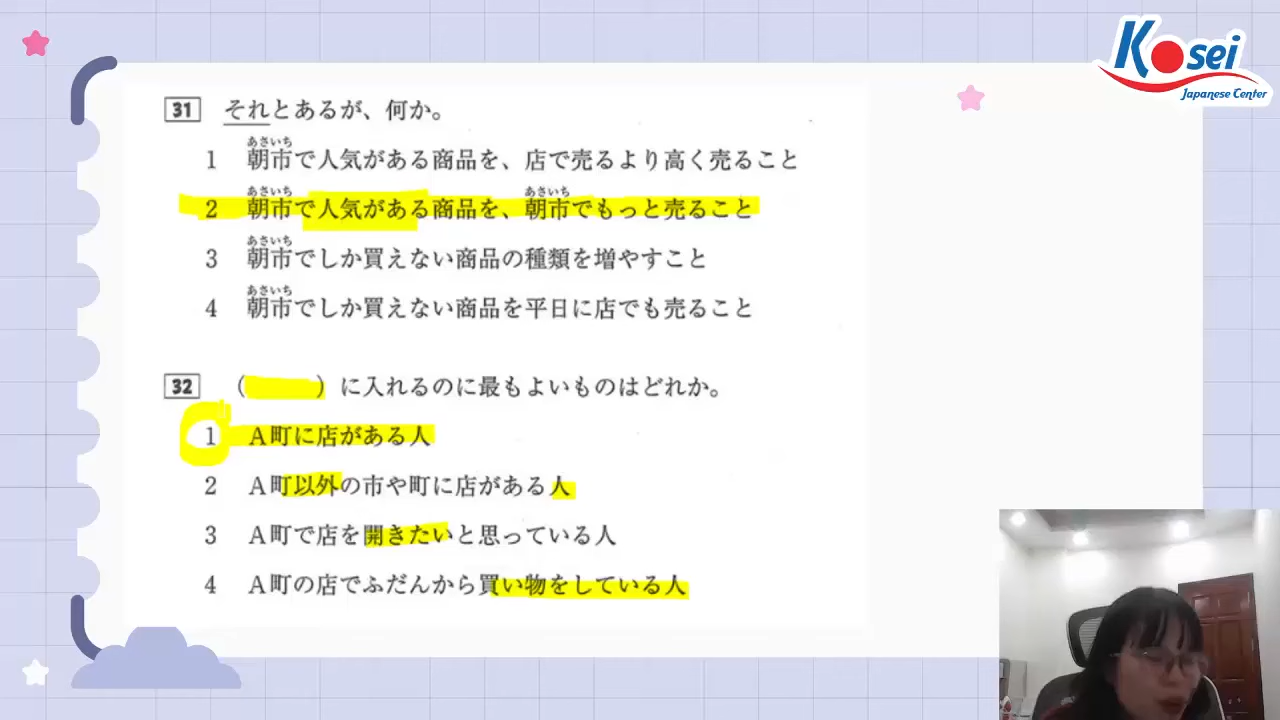 Kosei
Japanese Center
31 それとあるが、何か。
あさいち
1 朝市で人気がある商品を、店で売るより高く売ること
あさいち あさいち
2 朝市で人気がある商品を、朝市でもっと売ること
あさいち
3 朝市でしか買えない商品の種類を増やすこと
あさいち
4 朝市でしか買えない商品を平日に店でも売ること
32 ( )に入れるのに最もよいものはどれか。
1 A町に店がある人
2 A町以外の市や町に店がある人
3 A町で店を開きたいと思っている人
4 A町の店でふだんから買い物をしている人